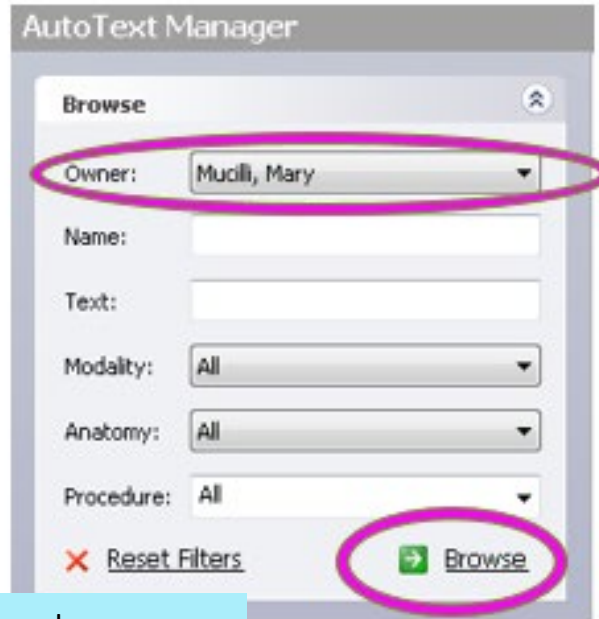 AutoText Manager
Browse
Owner: Mucilli, Mary
Name:
Text:
Modality: All
Anatomy: All
Procedure: All
Reset Filters Browse